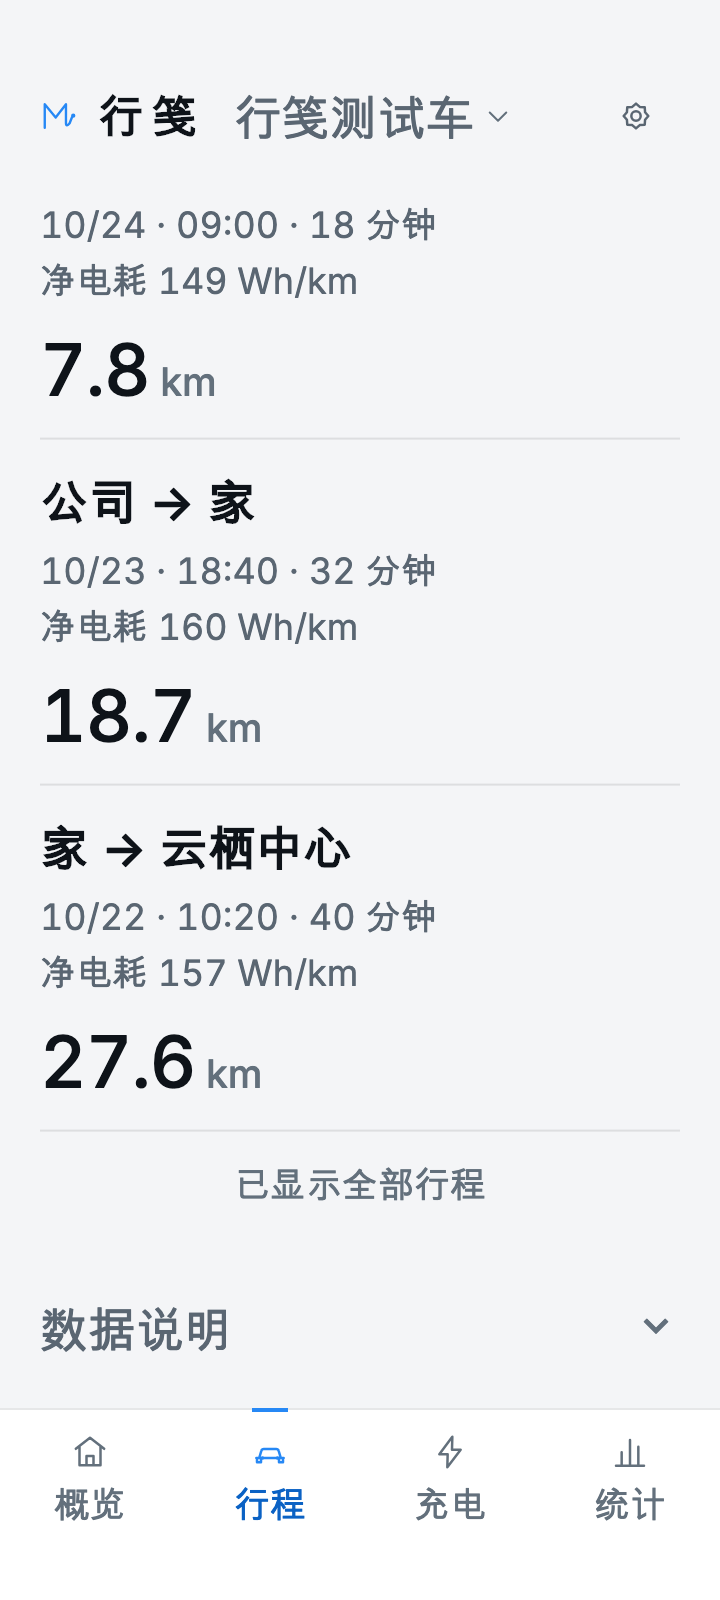 行笺 行笺测试车
10/24 · 09:00 · 18 分钟
净电耗 149 Wh/km
7.8 km
公司 → 家
10/23 · 18:40 · 32 分钟
净电耗 160 Wh/km
18.7 km
家 → 云栖中心
10/22 · 10:20 · 40 分钟
净电耗 157 Wh/km
27.6 km
已显示全部行程
数据说明
概览 行程 充电 统计